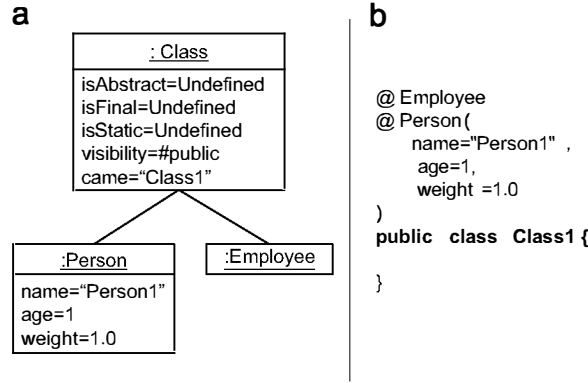 a
: Class
isAbstract=Undefined
isFinal=Undefined
isStatic=Undefined
visibility=#public
came=“Class1”
:Person
name=“Person1”
age=1
weight=1.0
:Employee
b
@ Employee
@ Person(
name="Person1" ,
age=1,
weight =1.0
)
public class Class1 {
}